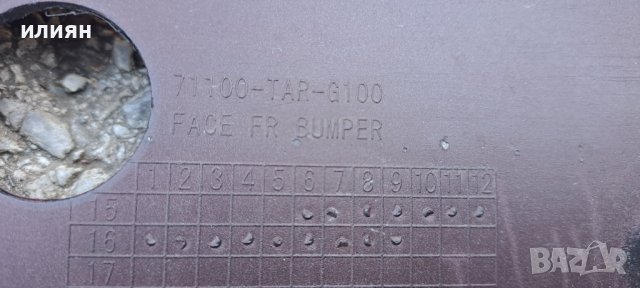 илиян
71100-TAR-G100
FACE FR BUMPER
1 2 3 4 5 6 7 8 9 10 11 12
15
16
17
BAZAR